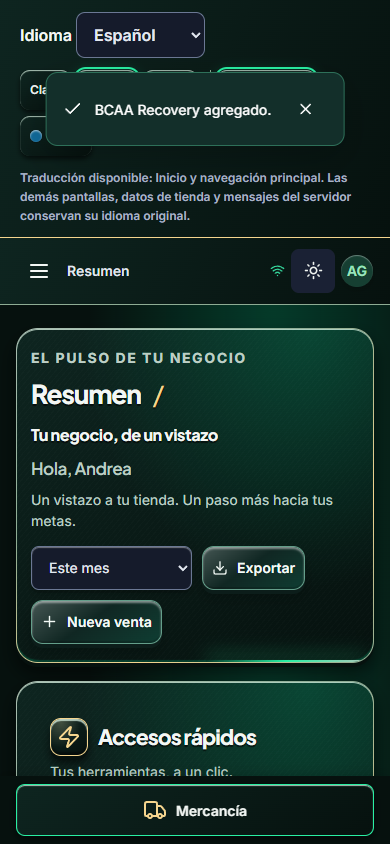 Idioma Español
BCAA Recovery agregado.
Traducción disponible: Inicio y navegación principal. Las
demás pantallas, datos de tienda y mensajes del servidor
conservan su idioma original.
Resumen AG
EL PULSO DE TU NEGOCIO
Resumen /
Tu negocio, de un vistazo
Hola, Andrea
Un vistazo a tu tienda. Un paso más hacia tus
metas.
Este mes Exportar
Nueva venta
Accesos rápidos
Tus herramientas, a un clic.
Mercancía